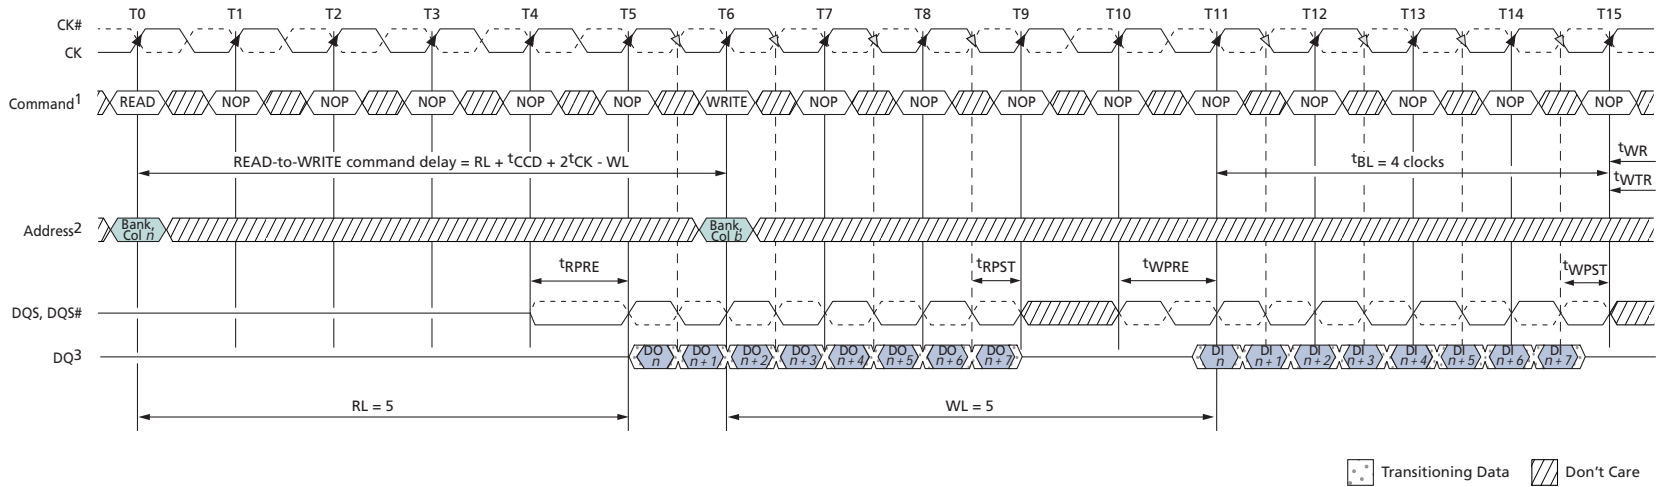 T0 T1 T2 T3 T4 T5 T6 T7 T8 T9 T10 T11 T12 T13 T14 T15
CK#
CK
Command1 READ NOP NOP NOP NOP NOP WRITE NOP NOP NOP NOP NOP NOP NOP NOP NOP
READ-to-WRITE command delay = RL + tCCD + 2tCK - WL
tBL = 4 clocks
tWR
tWTR
Address2
Bank,
Col n
Bank,
Col b
tRPRE tRPST tWPRE tWPST
DQS, DQS#
DQ3
DO
n
DO
n + 1
DO
n + 2
DO
n + 3
DO
n + 4
DO
n + 5
DO
n + 6
DO
n + 7
DI
n
DI
n + 1
DI
n + 2
DI
n + 3
DI
n + 4
DI
n + 5
DI
n + 6
DI
n + 7
RL = 5 WL = 5
Transitioning Data Don't Care